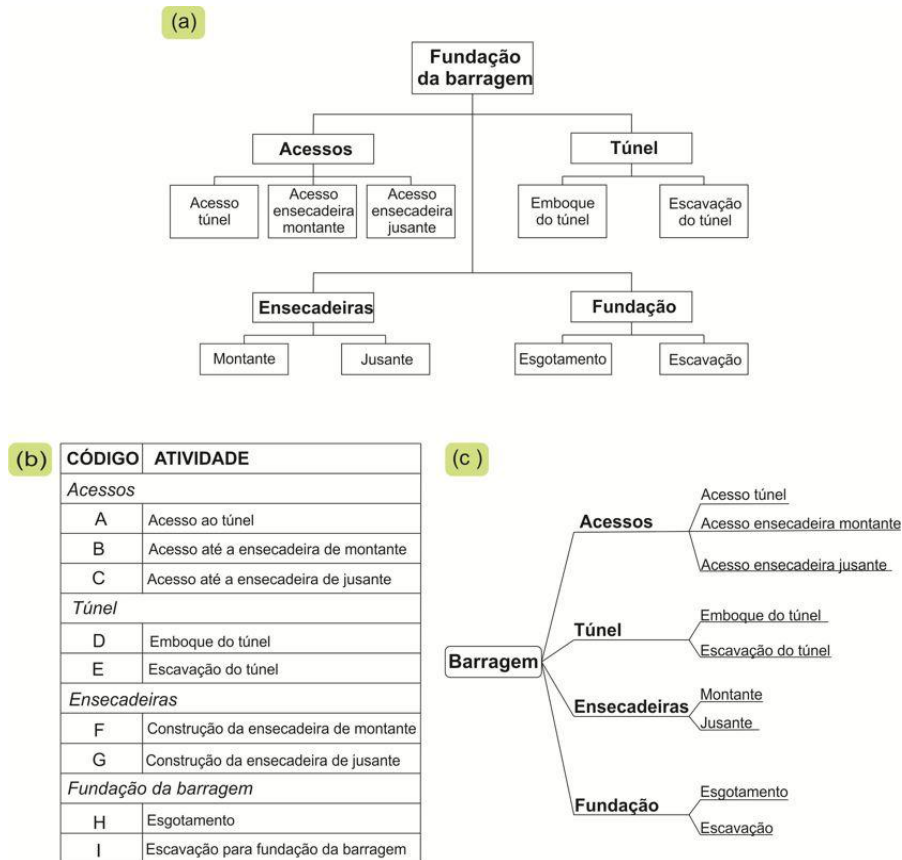 (a)
Fundação
da barragem
Acessos
Túnel
Acesso
túnel
Acesso
ensecadeira
montante
Acesso
ensecadeira
jusante
Emboque
do túnel
Escavação
do túnel
Ensecadeiras
Fundação
Montante
Jusante
Esgotamento
Escavação
(b)
CÓDIGO ATIVIDADE
Acessos
A Acesso ao túnel
B Acesso até a ensecadeira de montante
C Acesso até a ensecadeira de jusante
Túnel
D Emboque do túnel
E Escavação do túnel
Ensecadeiras
F Construção da ensecadeira de montante
G Construção da ensecadeira de jusante
Fundação da barragem
H Esgotamento
I Escavação para fundação da barragem
(c )
Barragem
Acessos
Acesso túnel
Acesso ensecadeira montante
Acesso ensecadeira jusante
Túnel
Emboque do túnel
Escavação do túnel
Ensecadeiras
Montante
Jusante
Fundação
Esgotamento
Escavação